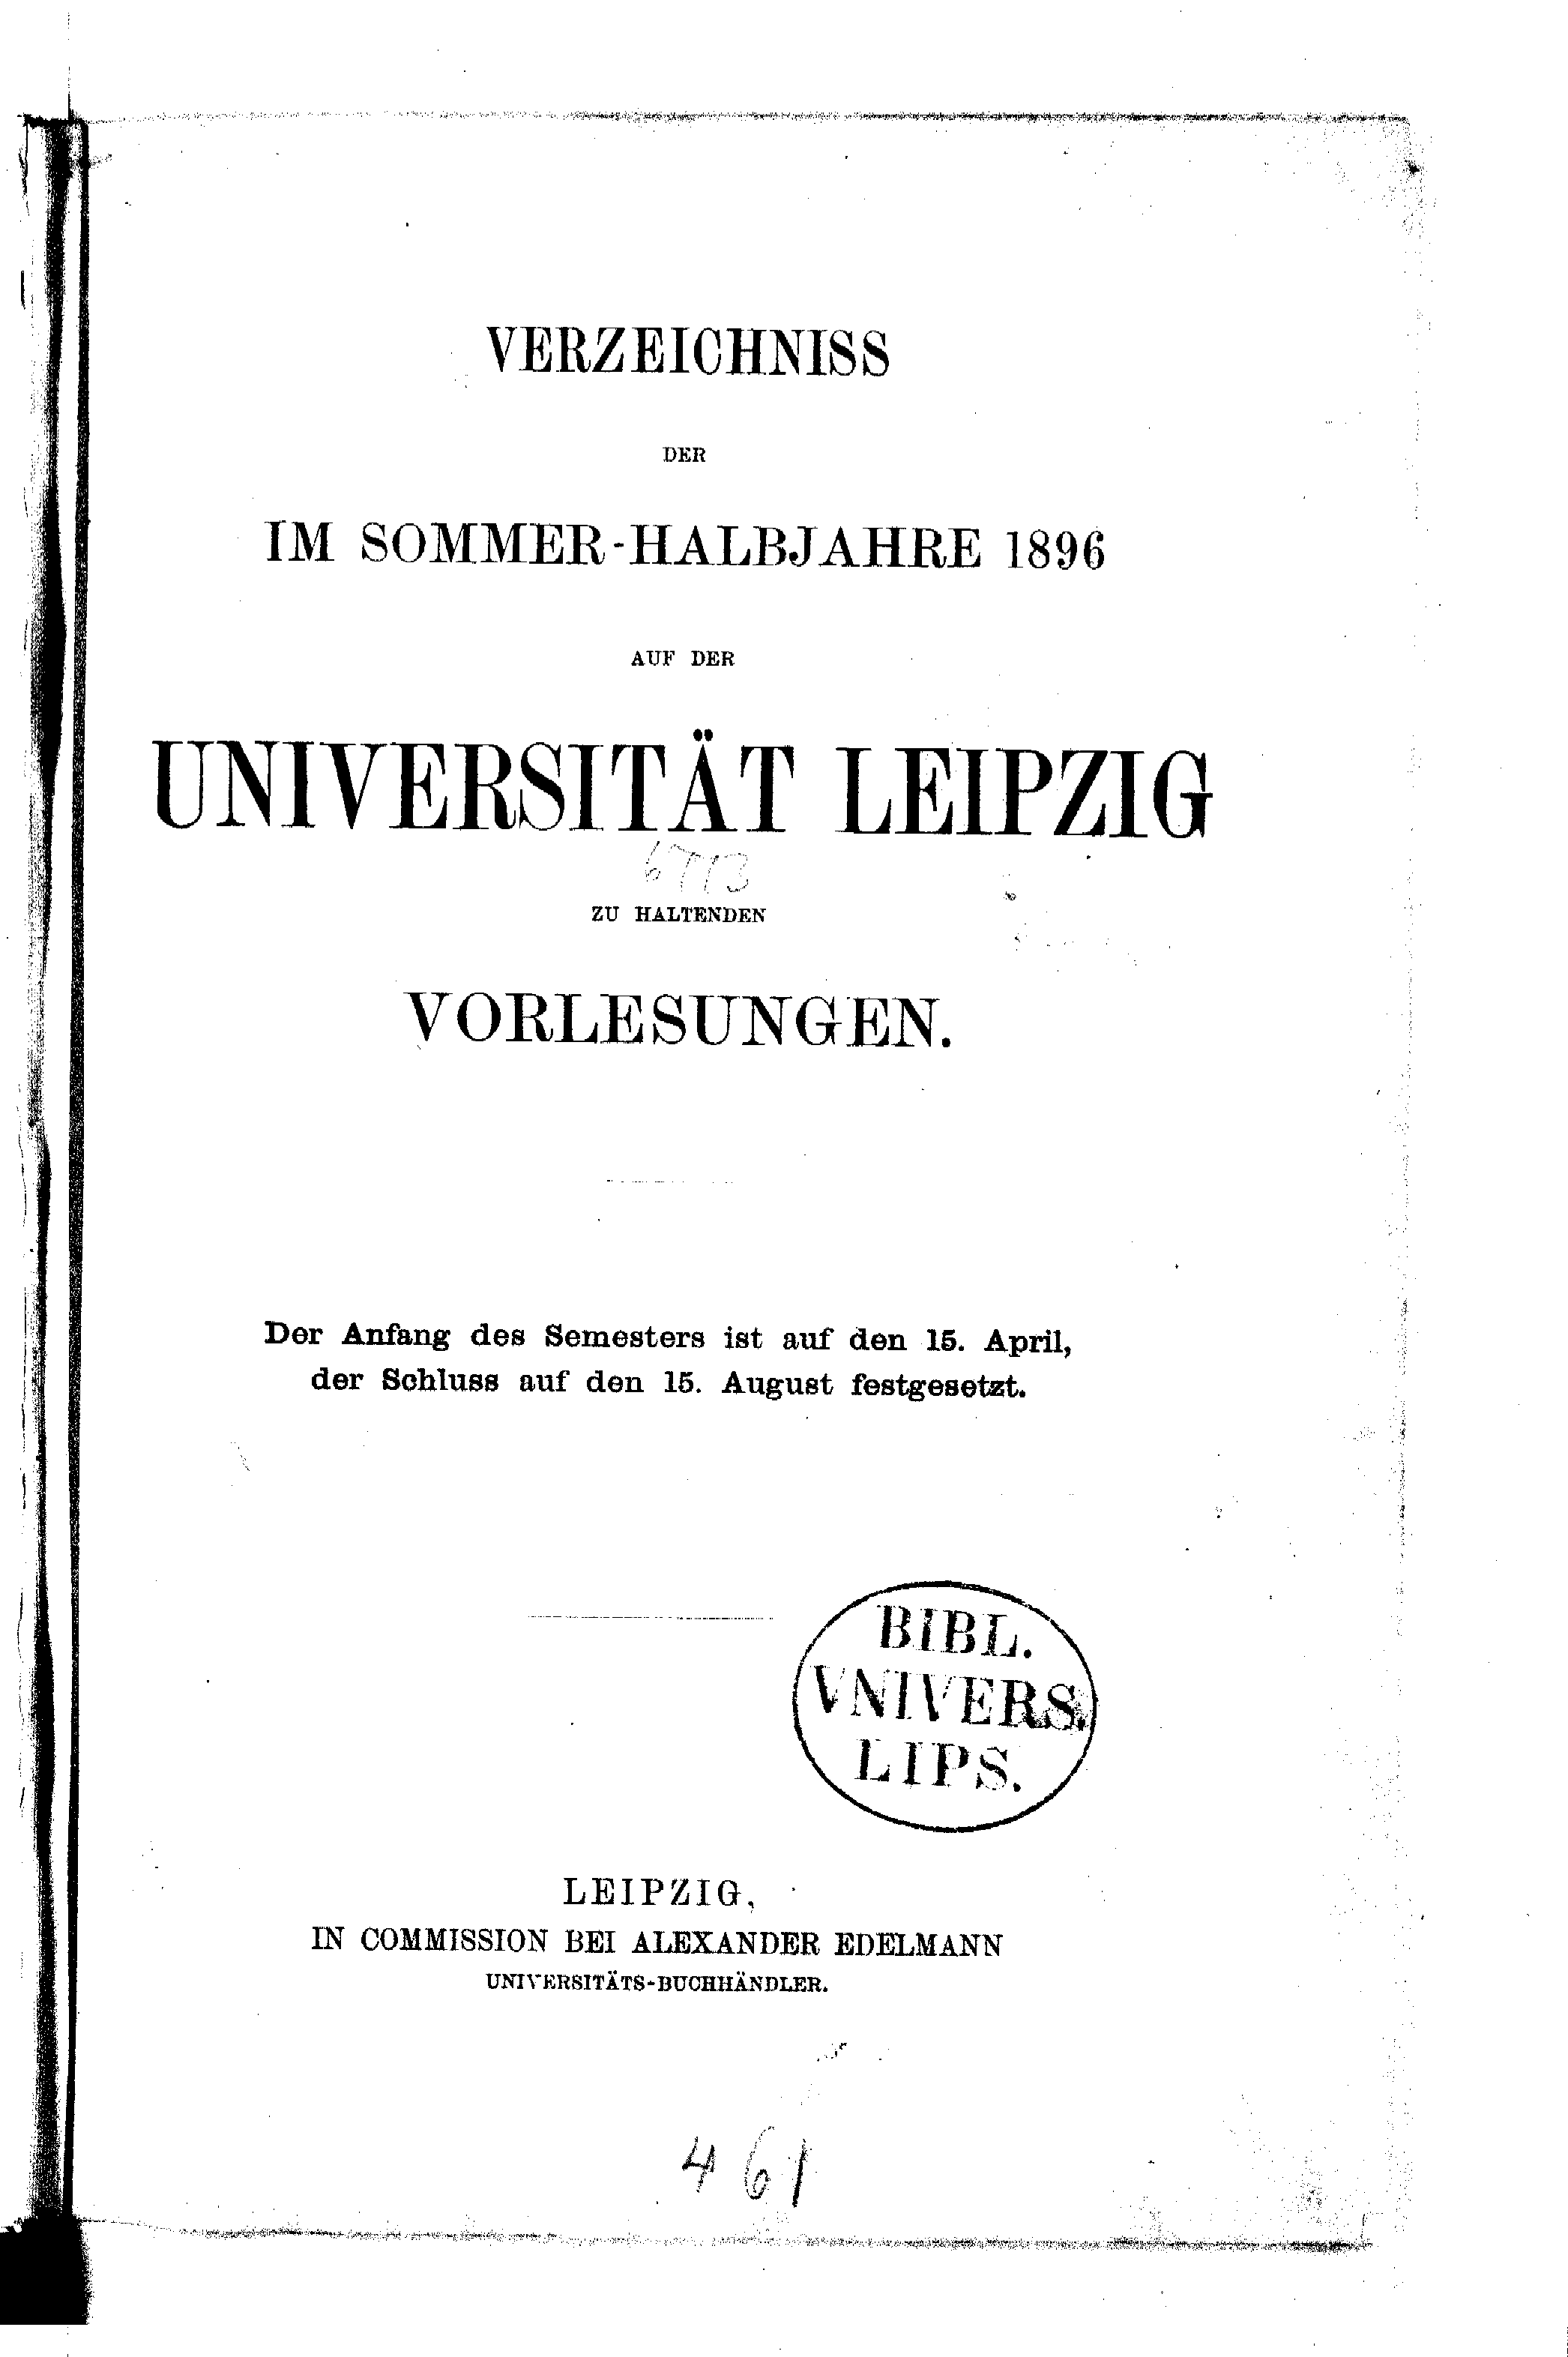 VERZEICHNISS
DER
IM SOMMER-HALBJAHRE 1896
AUF DER
UNIVERSITÄT LEIPZIG
ZU HALTENDEN
VORLESUNGEN.
Der Anfang des Semesters ist auf den 15. April,
der Schluss auf den 15. August festgesetzt.
BIBL.
VNIVERS.
LIPS.
LEIPZIG,
IN COMMISSION BEI ALEXANDER EDELMANN
UNIVERSITÄTS-BUCHHÄNDLER.
461